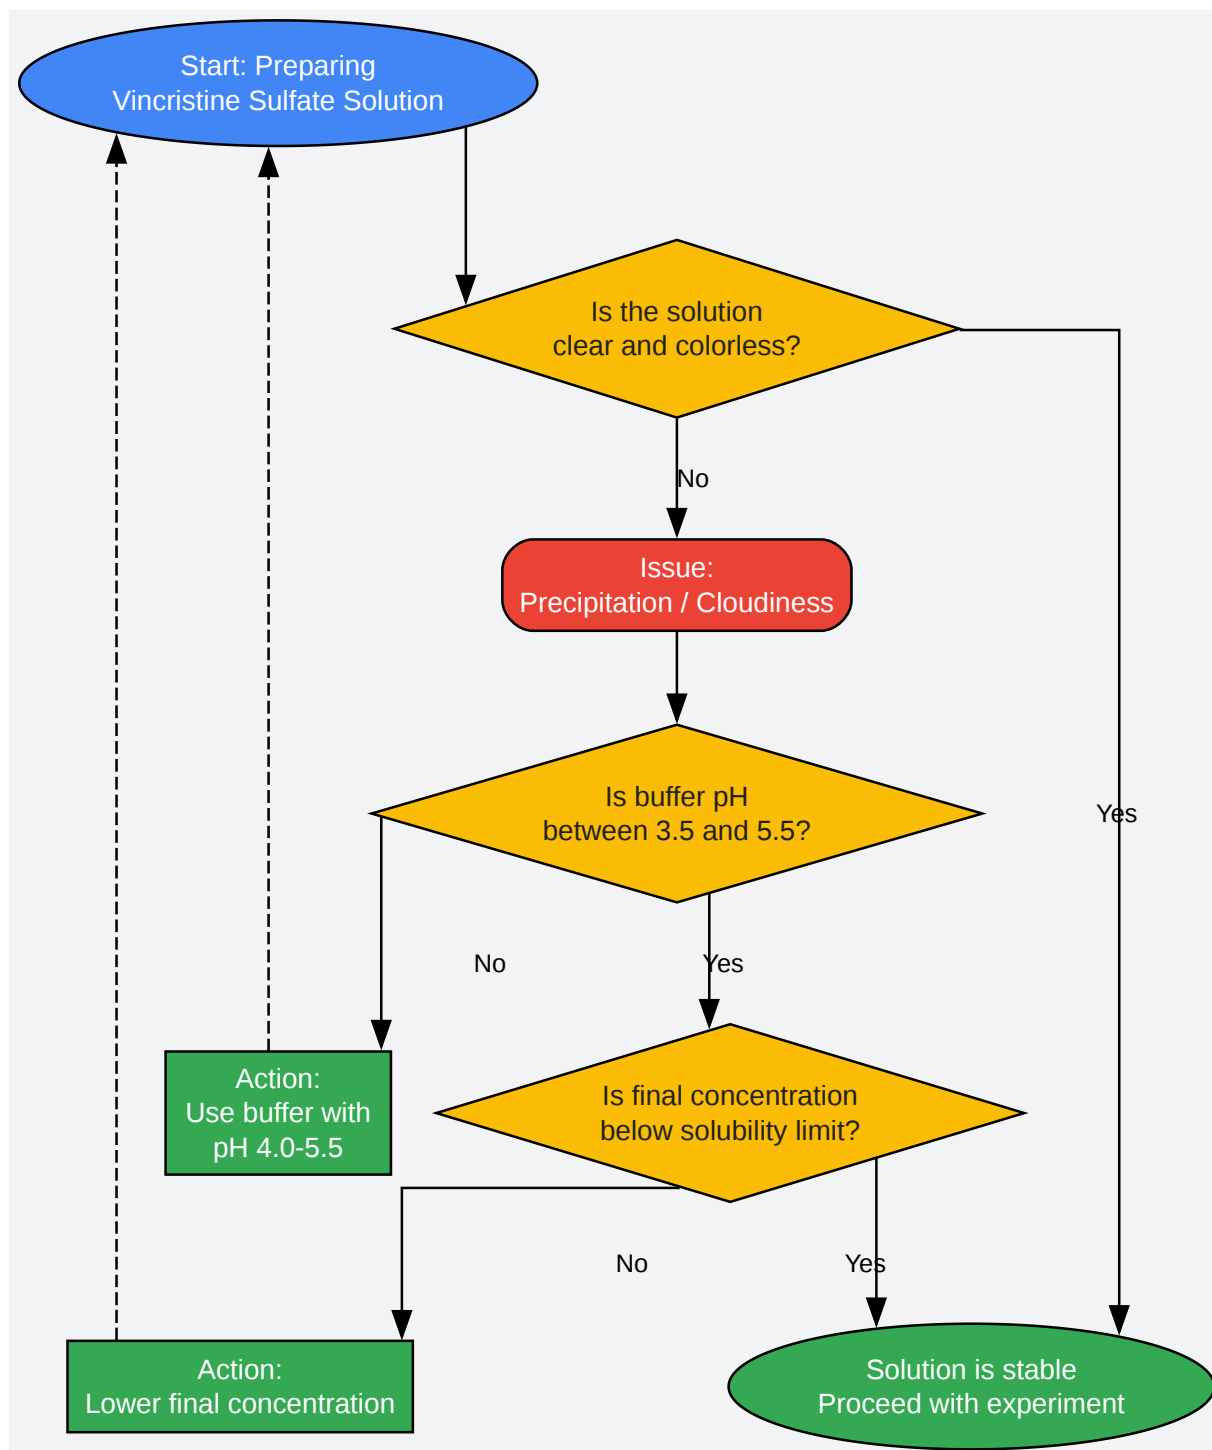 Start: Preparing
Vincristine Sulfate Solution
Is the solution
clear and colorless?
No
Issue:
Precipitation / Cloudiness
Is buffer pH
between 3.5 and 5.5?
Yes
No
Yes
Action:
Use buffer with
pH 4.0-5.5
Is final concentration
below solubility limit?
No
Yes
Action:
Lower final concentration
Solution is stable
Proceed with experiment